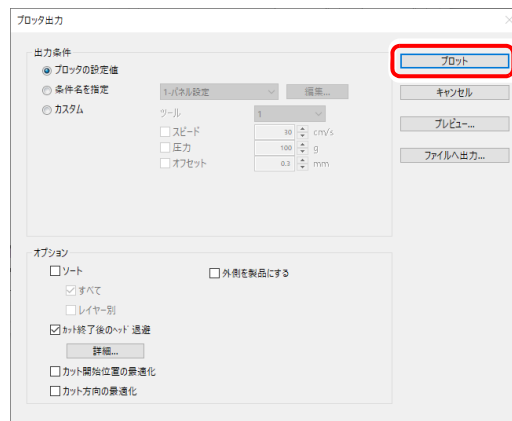 プロッタ出力
出力条件
プロッタの設定値
条件名を指定
1-パネル設定
編集...
カスタム
ツール
1
スピード
30
cm/s
圧力
100
g
オフセット
0.3
mm
プロット
キャンセル
プレビュー...
ファイルへ出力...
オプション
ソート
外側を製品にする
すべて
レイヤー別
カット終了後のヘッド退避
詳細...
カット開始位置の最適化
カット方向の最適化